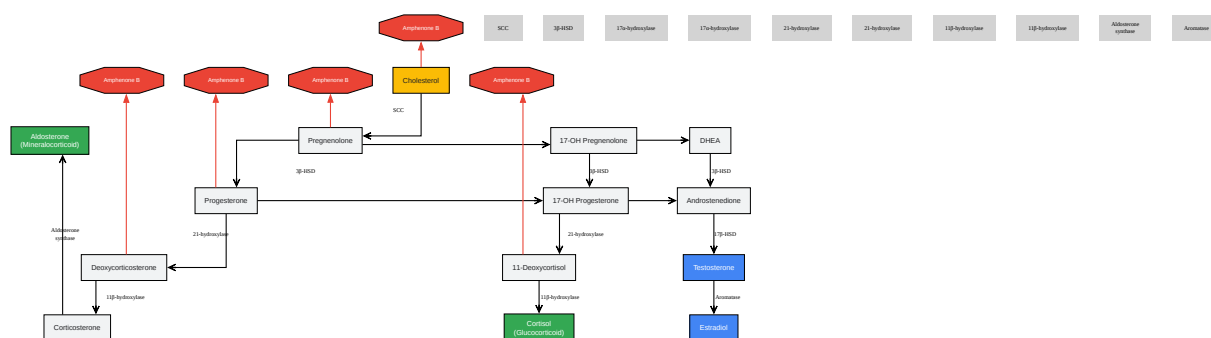 Amphenone B
SCC
3β-HSD
17α-hydroxylase
17α-hydroxylase
21-hydroxylase
21-hydroxylase
11β-hydroxylase
11β-hydroxylase
Aldosterone
synthase
Aromatase
Amphenone B
Amphenone B
Amphenone B
Cholesterol
Amphenone B
SCC
Aldosterone
(Mineralocorticoid)
Pregnenolone
17-OH Pregnenolone
DHEA
3β-HSD
3β-HSD
3β-HSD
Progesterone
17-OH Progesterone
Androstenedione
Aldosterone
synthase
21-hydroxylase
21-hydroxylase
17β-HSD
Deoxycorticosterone
11-Deoxycortisol
Testosterone
11β-hydroxylase
11β-hydroxylase
Aromatase
Corticosterone
Cortisol
(Glucocorticoid)
Estradiol